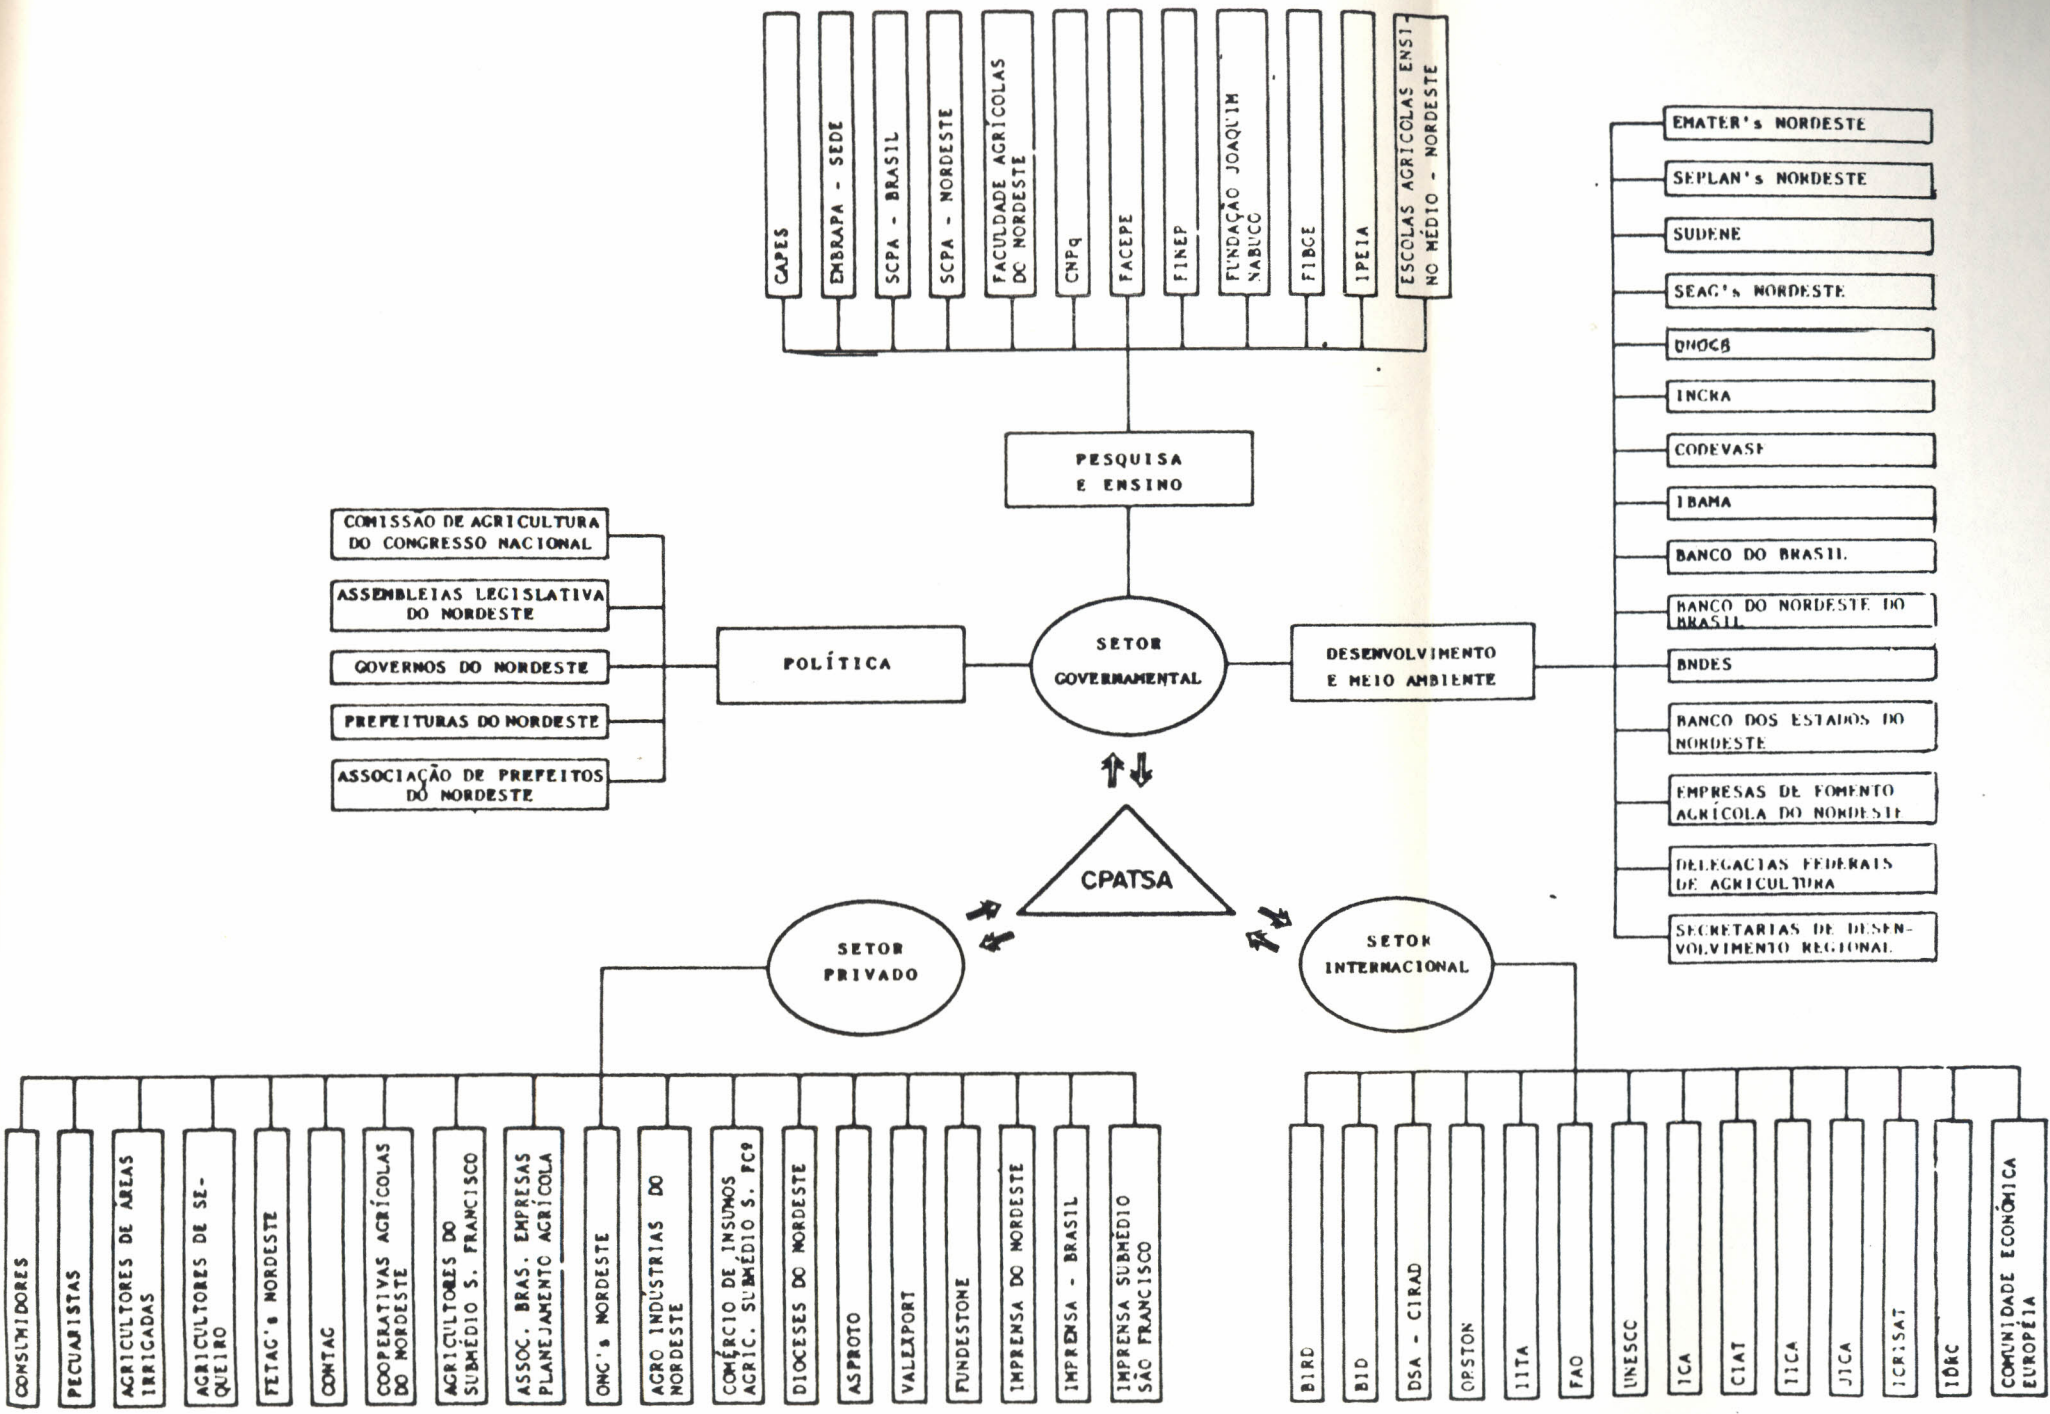 CAPES
EMBRAPA - SEDE
SCPA - BRASIL
SCPA - NORDESTE
FACULDADE AGRÍCOLAS
DO NORDESTE
CNPq
FACEPE
FINEP
FUNDAÇÃO JOAQUIM
NABUCO
FIBGE
IPEIA
ESCOLAS AGRÍCOLAS ENSI-
NO MÉDIO - NORDESTE
PESQUISA
E ENSINO
COMISSÃO DE AGRICULTURA
DO CONGRESSO NACIONAL
ASSEMBLEIAS LEGISLATIVA
DO NORDESTE
GOVERNOS DO NORDESTE
PREFEITURAS DO NORDESTE
ASSOCIAÇÃO DE PREFEITOS
DO NORDESTE
POLÍTICA
SETOR
GOVERNAMENTAL
DESENVOLVIMENTO
E MEIO AMBIENTE
EMATER's NORDESTE
SEPLAN's NORDESTE
SUDENE
SEAG's NORDESTE
DNOCS
INCRA
CODEVASF
IBAMA
BANCO DO BRASIL
BANCO DO NORDESTE DO
BRASIL
BNDES
BANCO DOS ESTADOS DO
NORDESTE
EMPRESAS DE FOMENTO
AGRÍCOLA DO NORDESTE
DELEGACIAS FEDERAIS
DE AGRICULTURA
SECRETARIAS DE DESEN-
VOLVIMENTO REGIONAL
CPATSA
SETOR
PRIVADO
SETOR
INTERNACIONAL
CONSUMIDORES
PECUARISTAS
AGRICULTORES DE ÁREAS
IRRIGADAS
AGRICULTORES DE SE-
QUEIRO
FETAG's NORDESTE
CONTAG
COOPERATIVAS AGRÍCOLAS
DO NORDESTE
AGRICULTORES DO
SUBMÉDIO S. FRANCISCO
ASSOC. BRAS. EMPRESAS
PLANEJAMENTO AGRÍCOLA
ONG's NORDESTE
AGRO INDÚSTRIAS DO
NORDESTE
COMÉRCIO DE INSUMOS
AGRIC. SUBMÉDIO S. FCº
DIOCESES DO NORDESTE
ASPROTO
VALEXPORT
FUNDESTONE
IMPRENSA DO NORDESTE
IMPRENSA - BRASIL
IMPRENSA SUBMÉDIO
SÃO FRANCISCO
BIRD
BID
DSA - CIRAD
ORSTON
IITA
FAO
UNESCO
ICA
CIAT
IICA
JICA
ICRISAT
IDRC
COMUNIDADE ECONÔMICA
EUROPÉIA